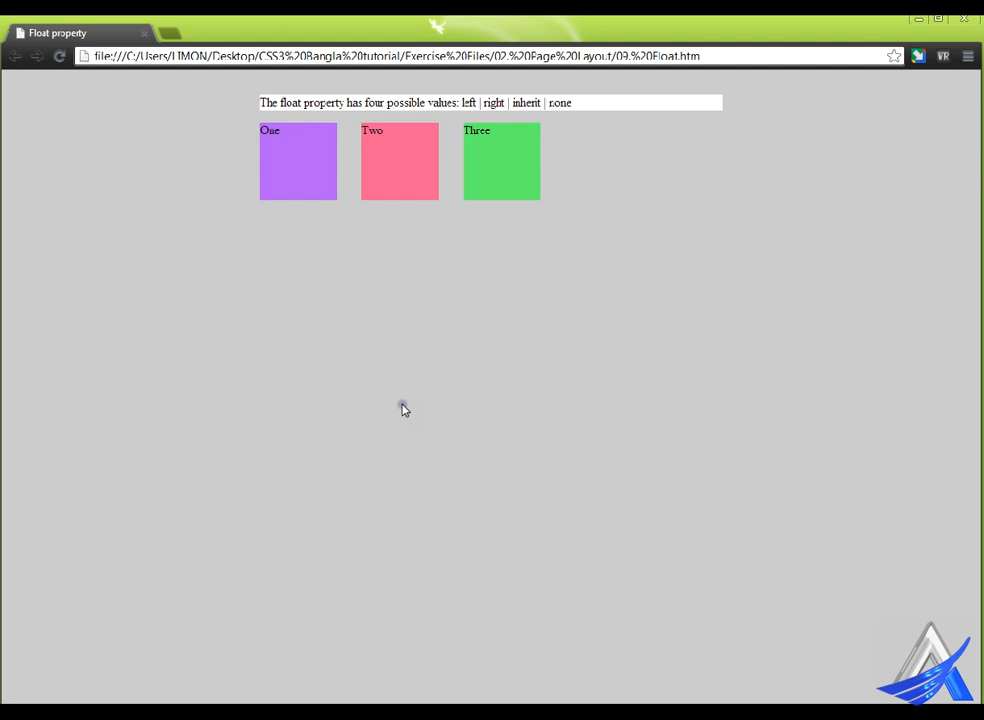 Float property
file:///C:/Users/LIMON/Desktop/CSS3%20Bangla%20tutorial/Exercise%20Files/02.%20Page%20Layout/09.%20Float.htm
The float property has four possible values: left | right | inherit | none
One
Two
Three